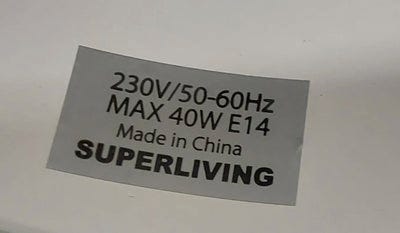 230V/50-60Hz
MAX 40W E14
Made in China
SUPERLIVING